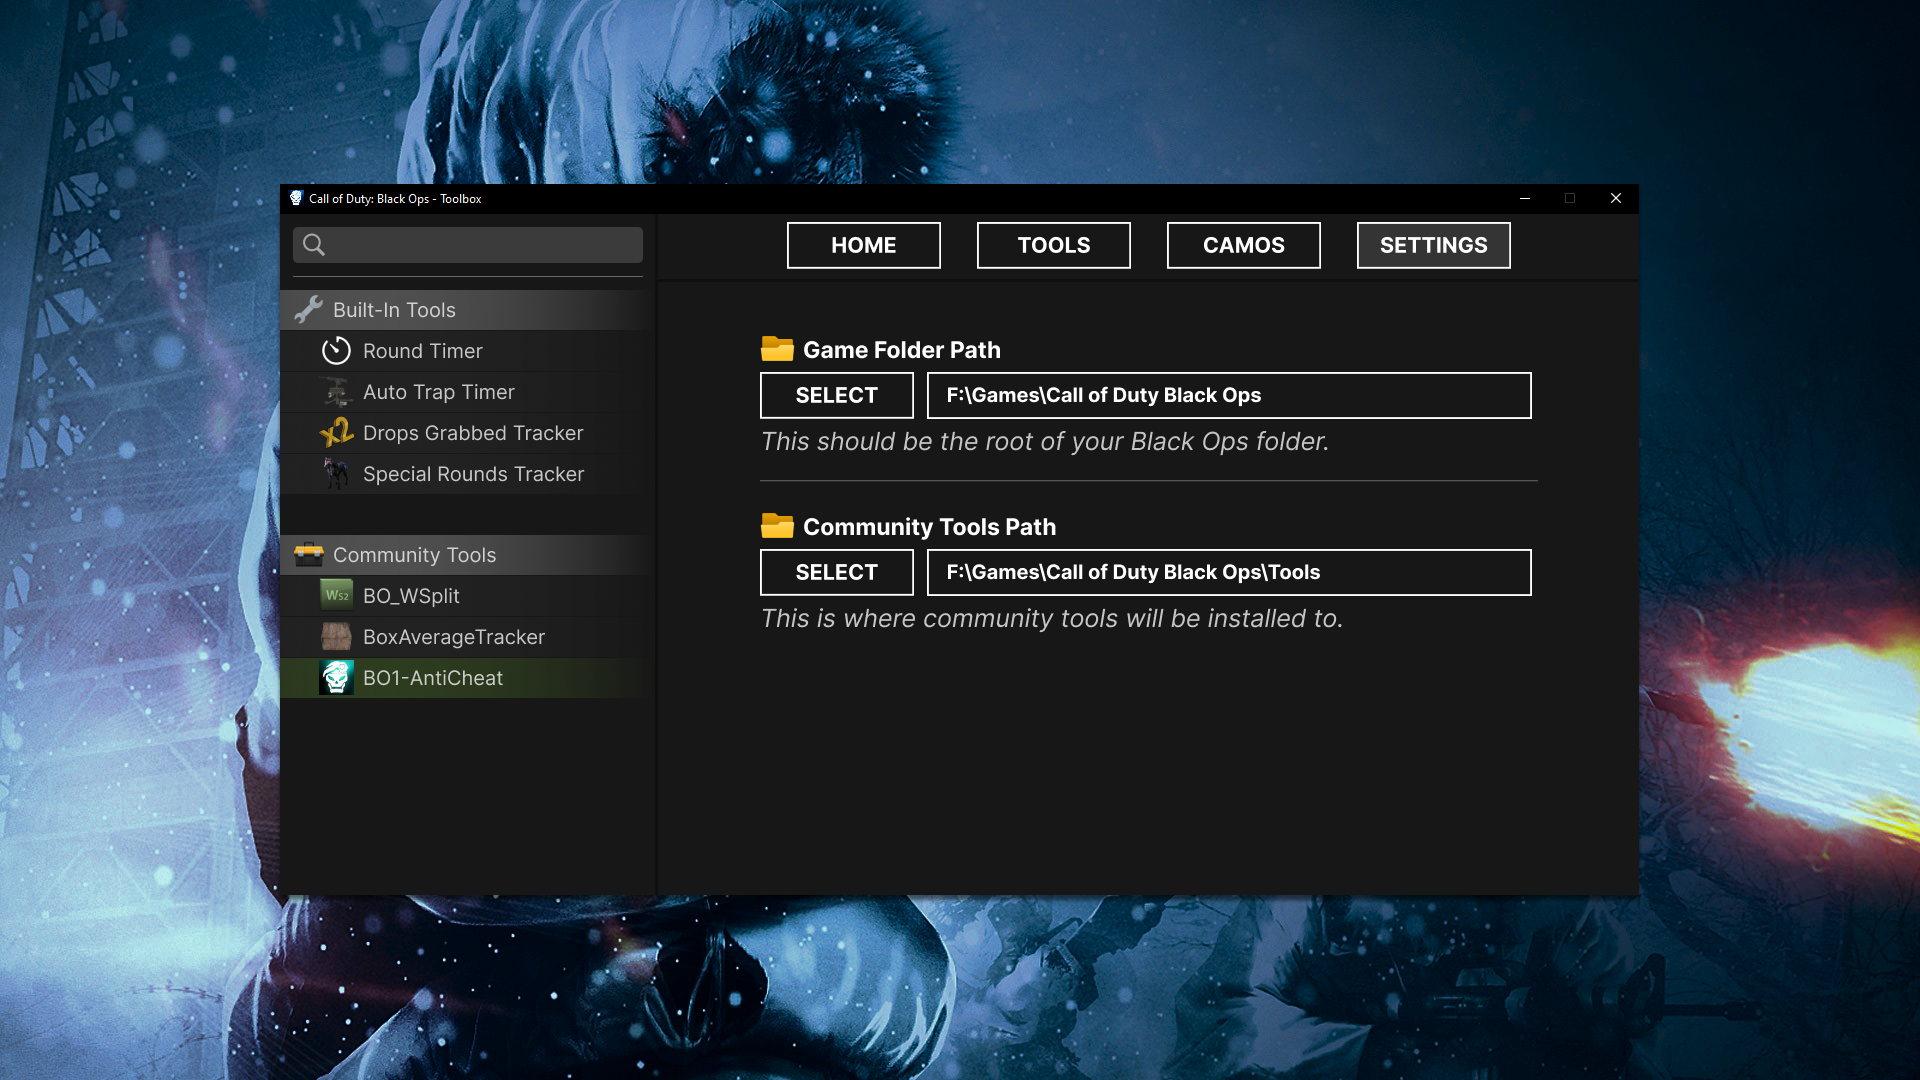 Call of Duty: Black Ops - Toolbox
HOME
TOOLS
CAMOS
SETTINGS
Built-In Tools
Round Timer
Auto Trap Timer
x2
Drops Grabbed Tracker
Special Rounds Tracker
Community Tools
WS2
BO_WSplit
BoxAverageTracker
BO1-AntiCheat
Game Folder Path
SELECT
F:\Games\Call of Duty Black Ops
This should be the root of your Black Ops folder.
Community Tools Path
SELECT
F:\Games\Call of Duty Black Ops\Tools
This is where community tools will be installed to.